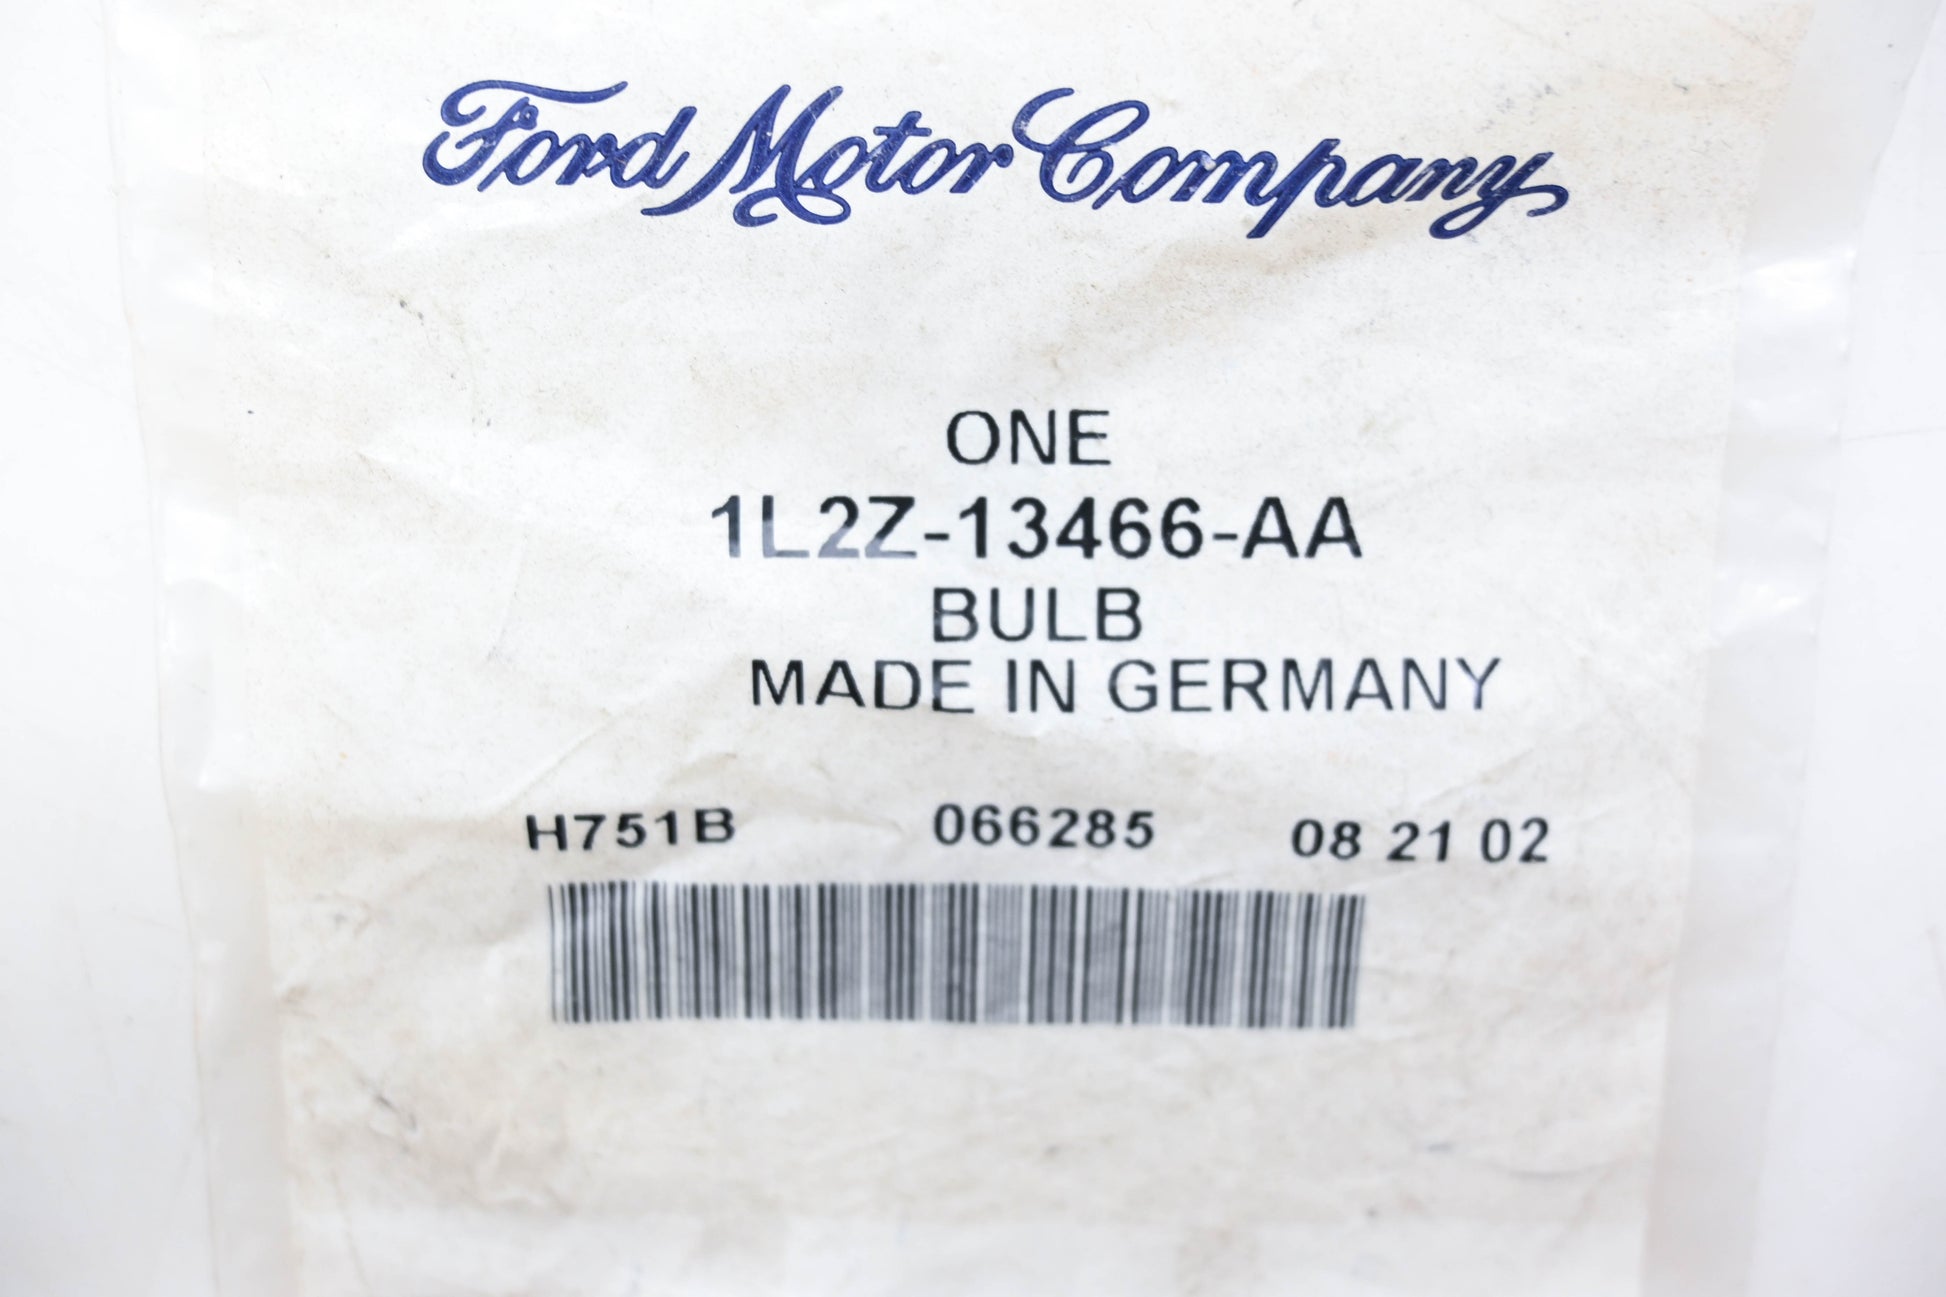 Ford Motor Company
ONE
1L2Z-13466-AA
BULB
MADE IN GERMANY
H751B 066285 08 21 02